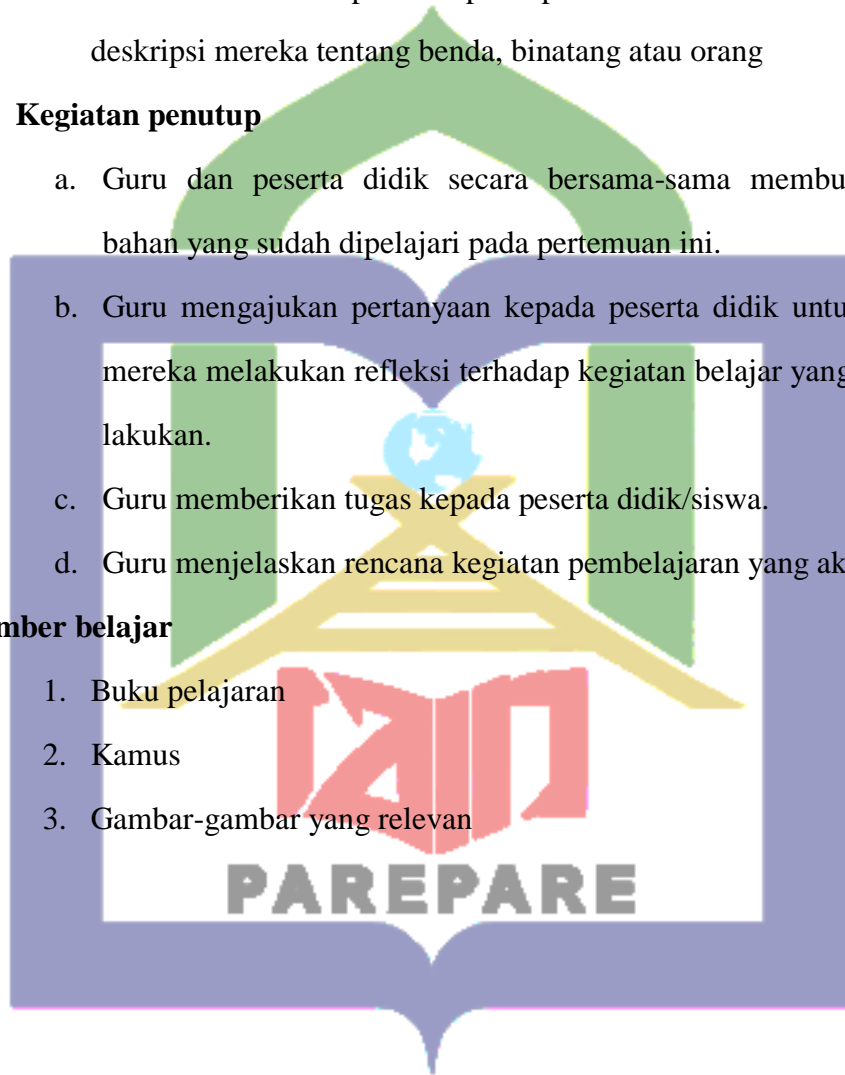 deskripsi mereka tentang benda, binatang atau orang
Kegiatan penutup
a. Guru dan peserta didik secara bersama-sama membu
bahan yang sudah dipelajari pada pertemuan ini.
b. Guru mengajukan pertanyaan kepada peserta didik untu
mereka melakukan refleksi terhadap kegiatan belajar yang
lakukan.
c. Guru memberikan tugas kepada peserta didik/siswa.
d. Guru menjelaskan rencana kegiatan pembelajaran yang ak
mber belajar
1. Buku pelajaran
2. Kamus
3. Gambar-gambar yang relevan
PAREPARE